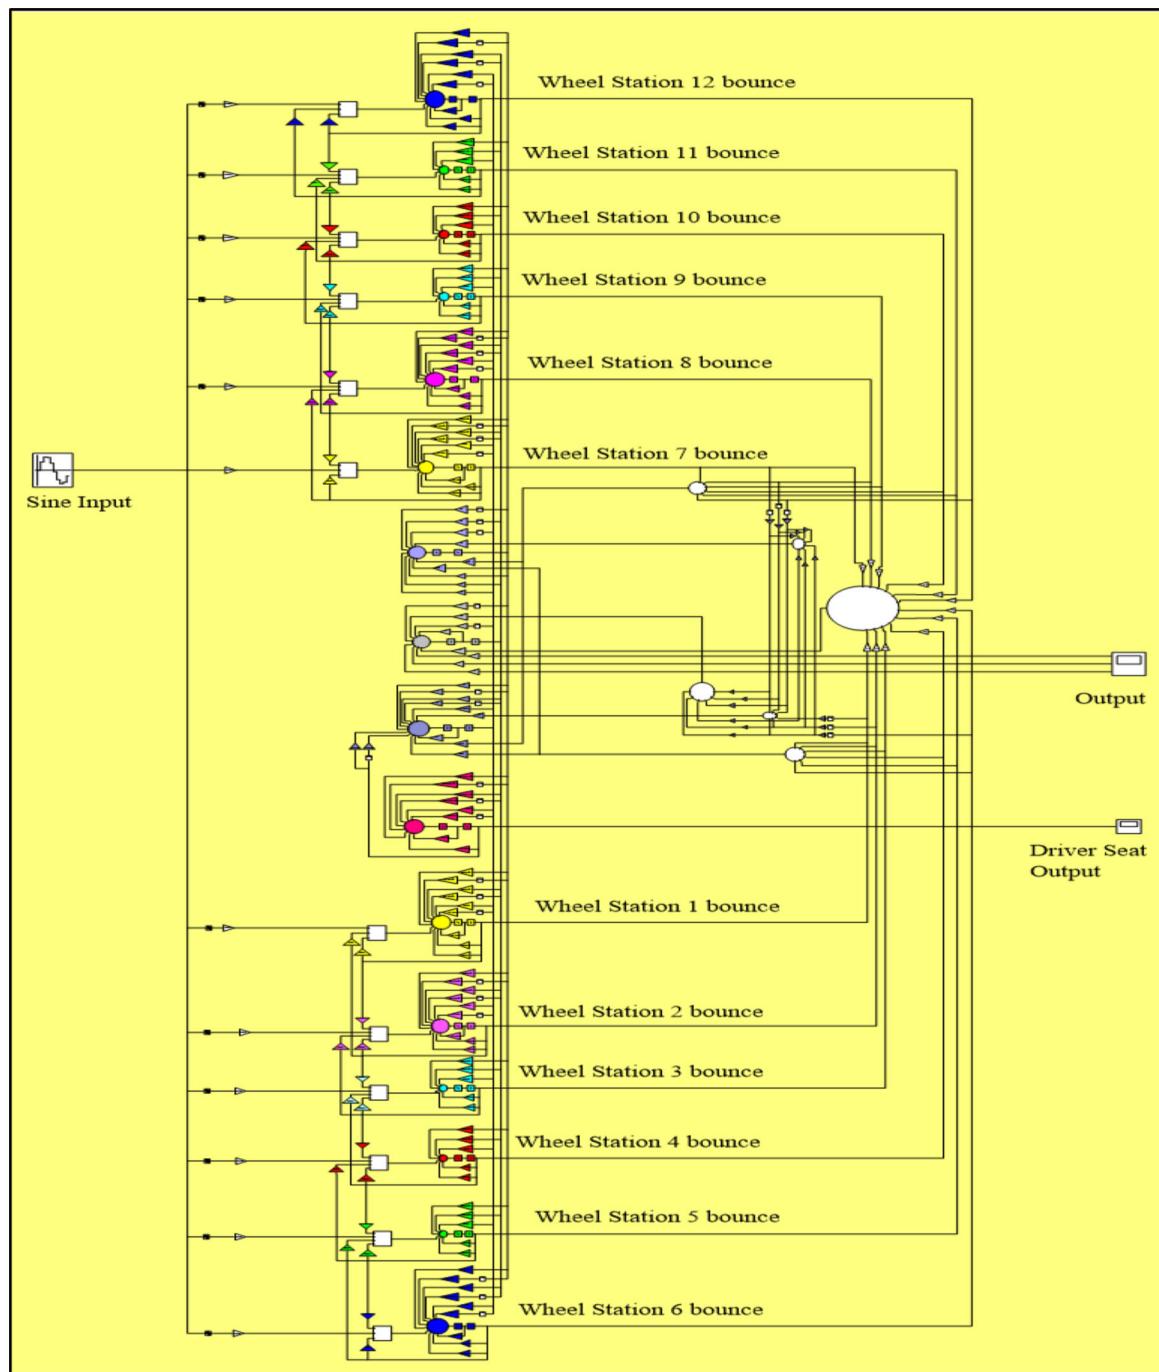 Wheel Station 12 bounce
Wheel Station 11 bounce
Wheel Station 10 bounce
Wheel Station 9 bounce
Wheel Station 8 bounce
Wheel Station 7 bounce
Sine Input
Output
Driver Seat
Output
Wheel Station 1 bounce
Wheel Station 2 bounce
Wheel Station 3 bounce
Wheel Station 4 bounce
Wheel Station 5 bounce
Wheel Station 6 bounce